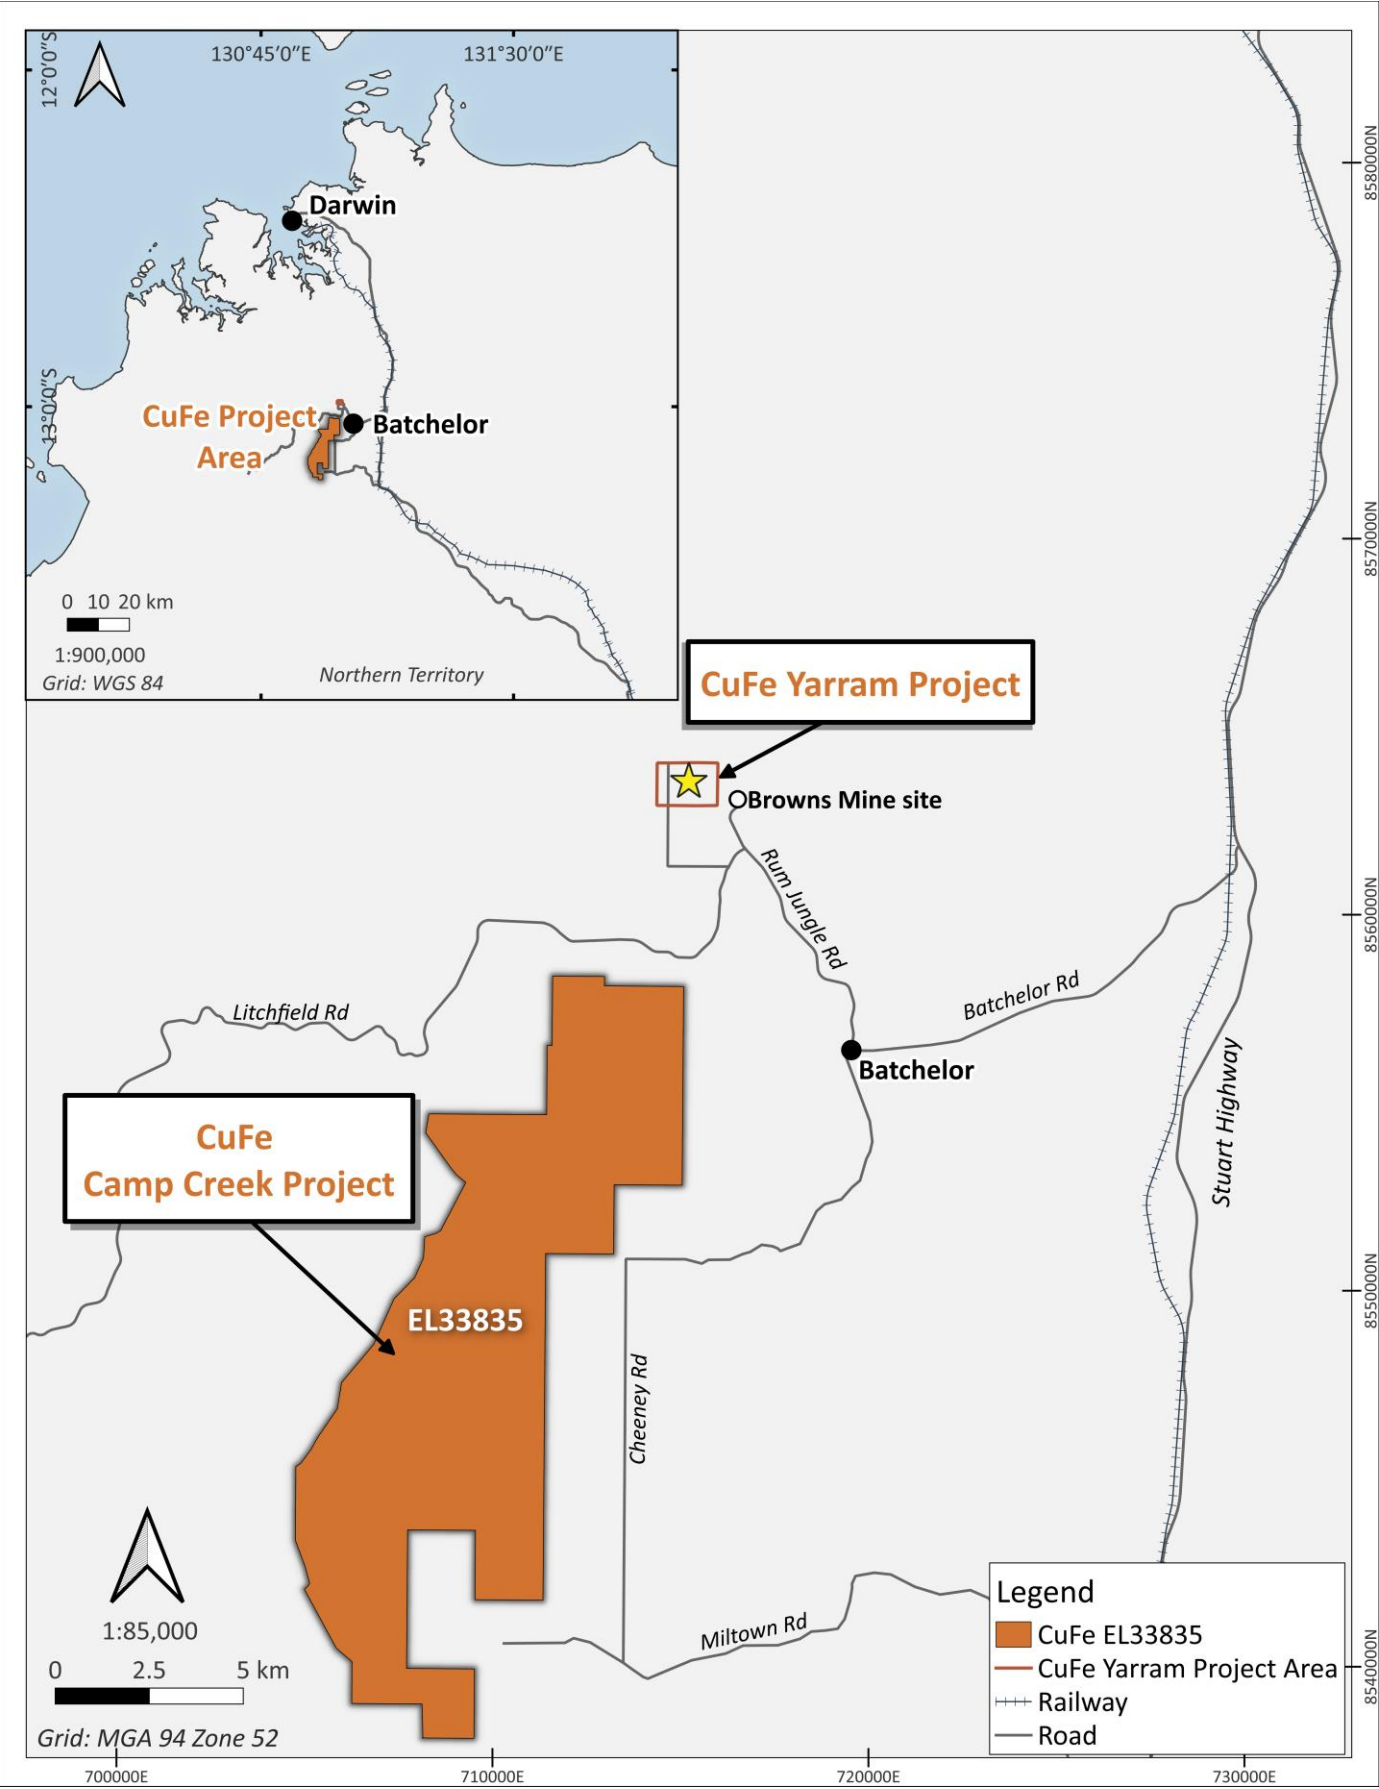 130°45'0"E
131°30'0"E
12°0'0"S
13°0'0"S
Darwin
CuFe Project
Area
Batchelor
0 10 20 km
1:900,000
Grid: WGS 84
Northern Territory
8580000N
8570000N
8560000N
8550000N
8540000N
CuFe Yarram Project
Browns Mine site
Rum Jungle Rd
Batchelor Rd
Litchfield Rd
Batchelor
Stuart Highway
CuFe
Camp Creek Project
EL33835
Cheeney Rd
Miltown Rd
1:85,000
0 2.5 5 km
Grid: MGA 94 Zone 52
Legend
CuFe EL33835
CuFe Yarram Project Area
Railway
Road
700000E
710000E
720000E
730000E